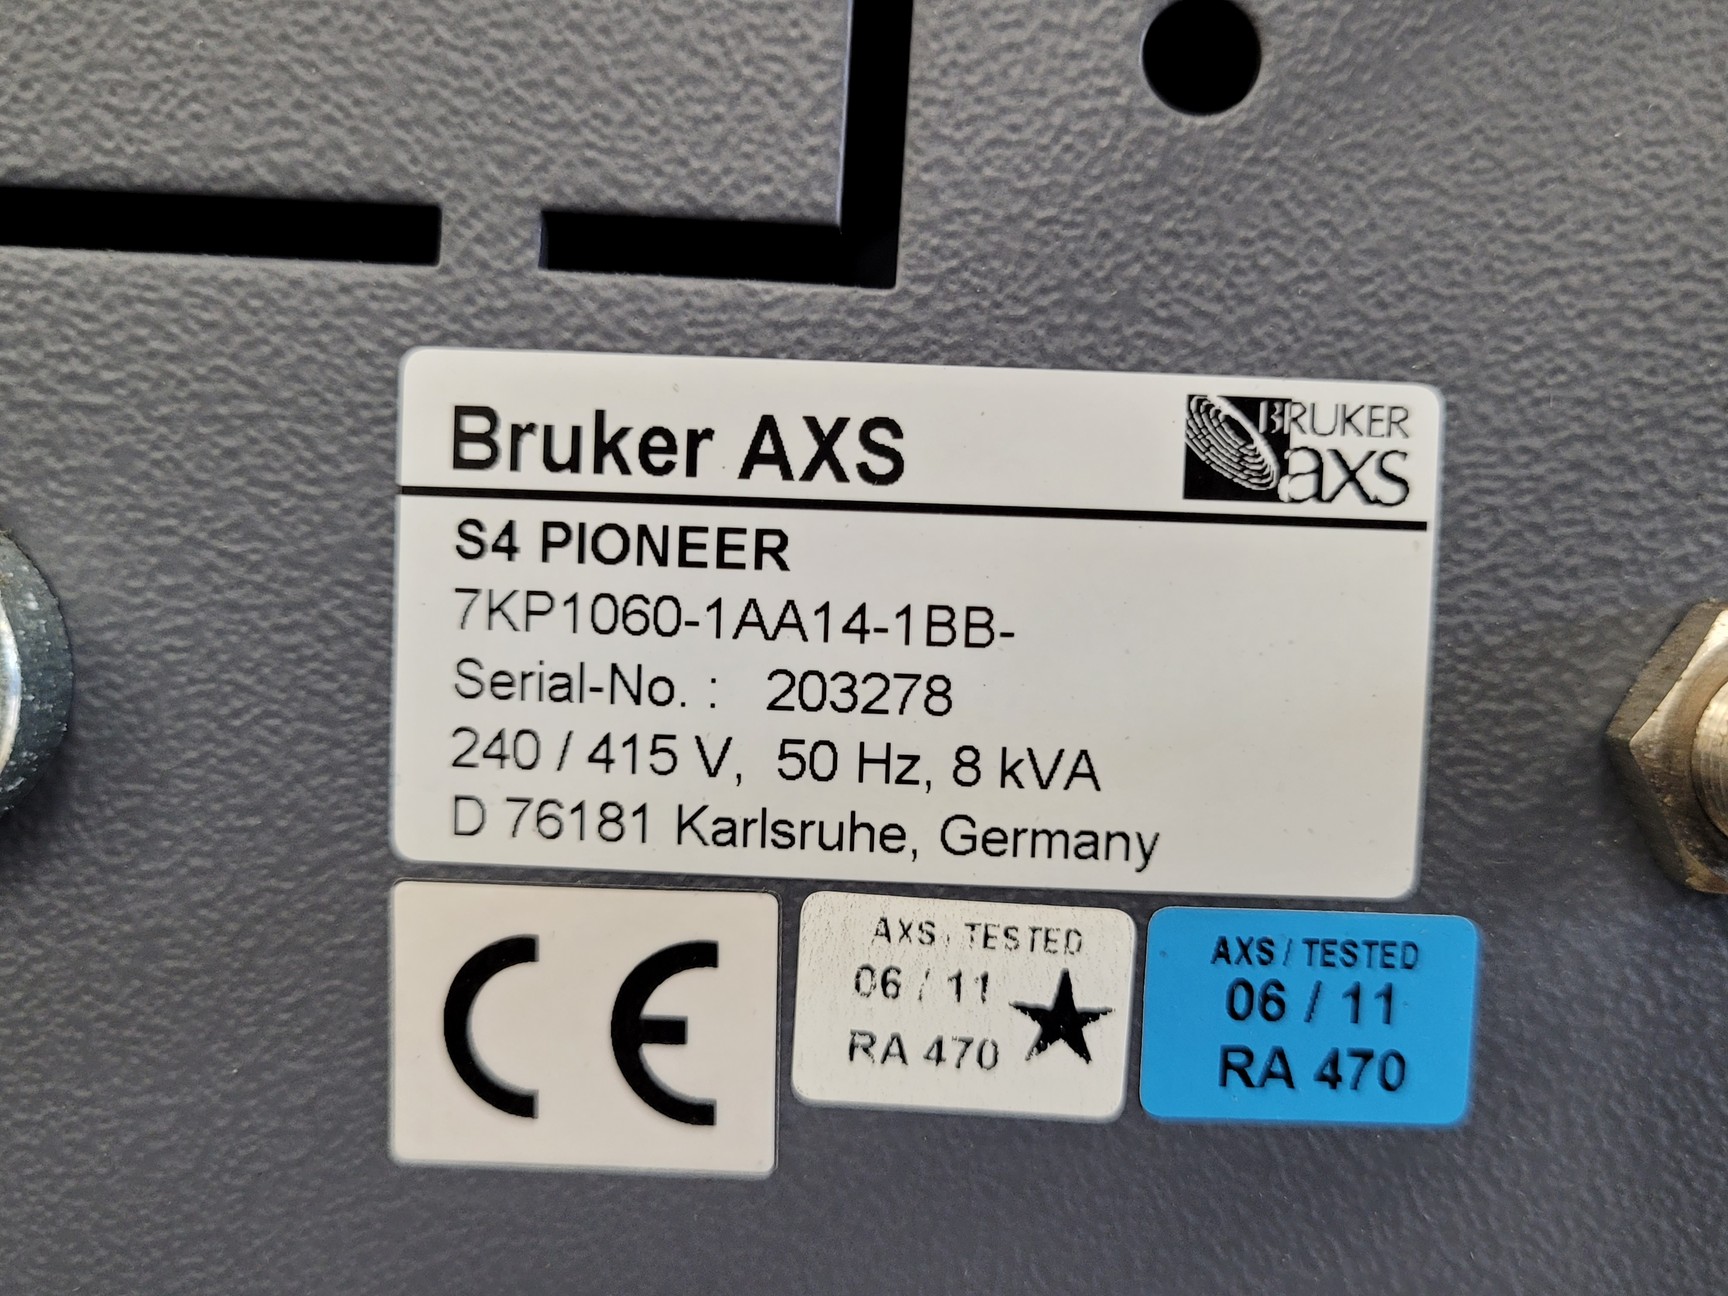 Bruker AXS
BRUKER
axs
S4 PIONEER
7KP1060-1AA14-1BB-
Serial-No. : 203278
240 / 415 V, 50 Hz, 8 kVA
D 76181 Karlsruhe, Germany
CE
AXS / TESTED
06 / 11
RA 470
AXS / TESTED
06 / 11
RA 470